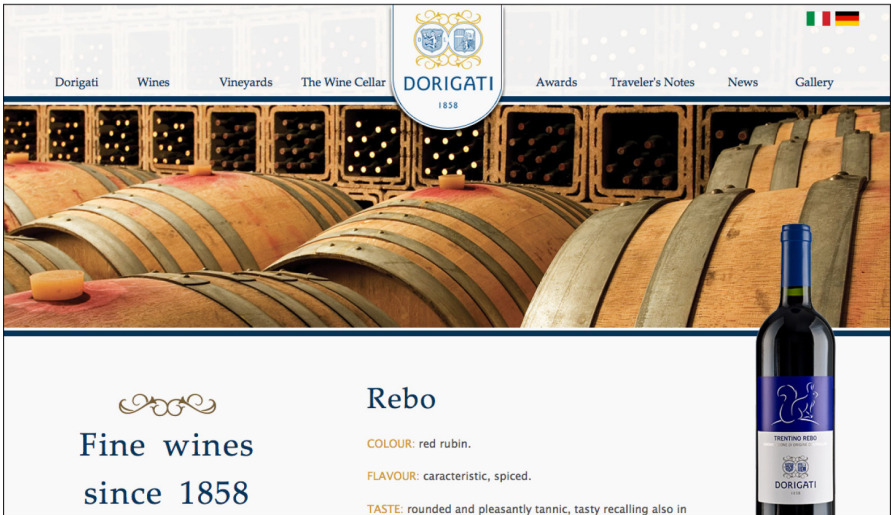 Dorigati
Wines
Vineyards
The Wine Cellar
DORIGATI
1858
Awards
Traveler's Notes
News
Gallery
Fine wines
since 1858
Rebo
COLOUR: red rubin.
FLAVOUR: caracteristic, spiced.
TASTE: rounded and pleasantly tannic, tasty recalling also in
TRENTINO REBO
DORIGATI
1858